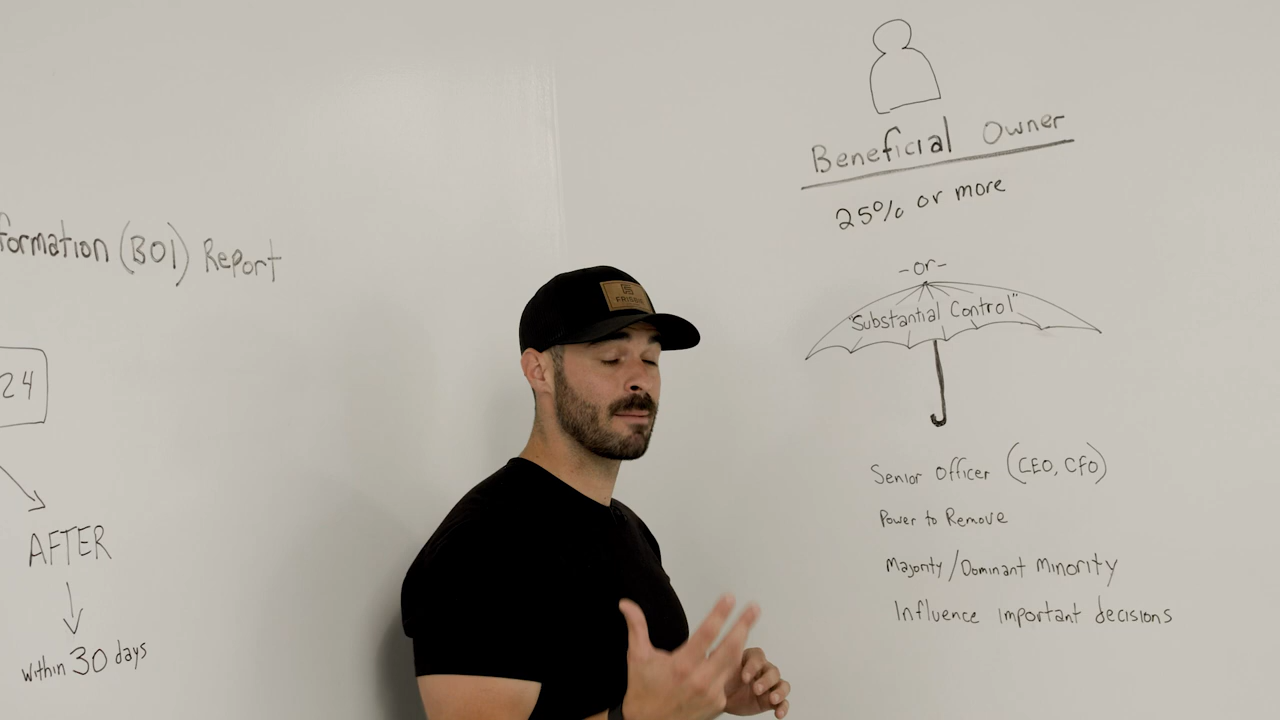 formation (BOI) Report
24
AFTER
within 30 days
Beneficial Owner
25% or more
-or-
"Substantial Control"
Senior Officer (CEO, CFO)
Power to Remove
Majority/Dominant Minority
Influence important decisions